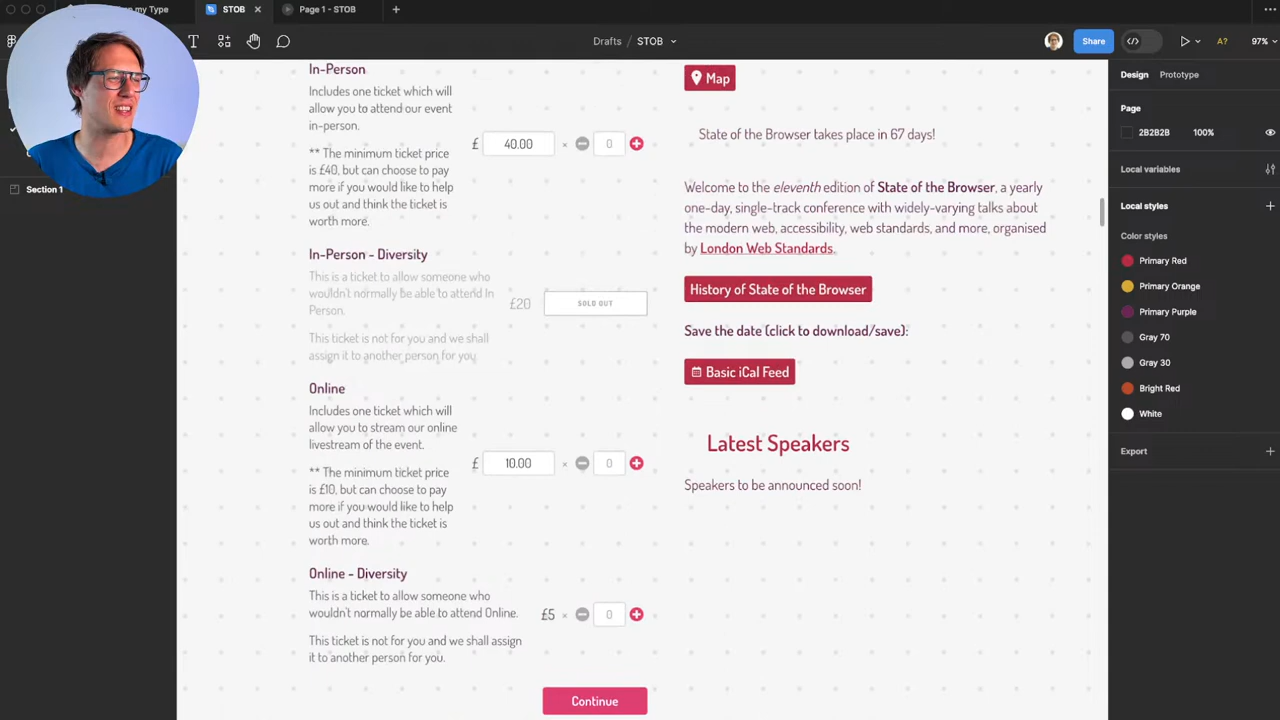 my Type
STOB
Page 1 - STOB
Drafts / STOB
Share
A?
97%
Design
Prototype
Page
2B2B2B
100%
Local variables
Local styles
Color styles
Primary Red
Primary Orange
Primary Purple
Gray 70
Gray 30
Bright Red
White
Export
Section 1
In-Person
Includes one ticket which will
allow you to attend our event
in-person.
** The minimum ticket price
is £40, but can choose to pay
more if you would like to help
us out and think the ticket is
worth more.
£ 40.00 × 0
In-Person - Diversity
This is a ticket to allow someone who
wouldn't normally be able to attend In
Person.
This ticket is not for you and we shall
assign it to another person for you
£20
SOLD OUT
Online
Includes one ticket which will
allow you to stream our online
livestream of the event.
** The minimum ticket price
is £10, but can choose to pay
more if you would like to help
us out and think the ticket is
worth more.
£ 10.00 × 0
Online - Diversity
This is a ticket to allow someone who
wouldn't normally be able to attend Online.
This ticket is not for you and we shall assign
it to another person for you.
£5 × 0
Continue
Map
State of the Browser takes place in 67 days!
Welcome to the eleventh edition of State of the Browser, a yearly
one-day, single-track conference with widely-varying talks about
the modern web, accessibility, web standards, and more, organised
by London Web Standards.
History of State of the Browser
Save the date (click to download/save):
Basic iCal Feed
Latest Speakers
Speakers to be announced soon!